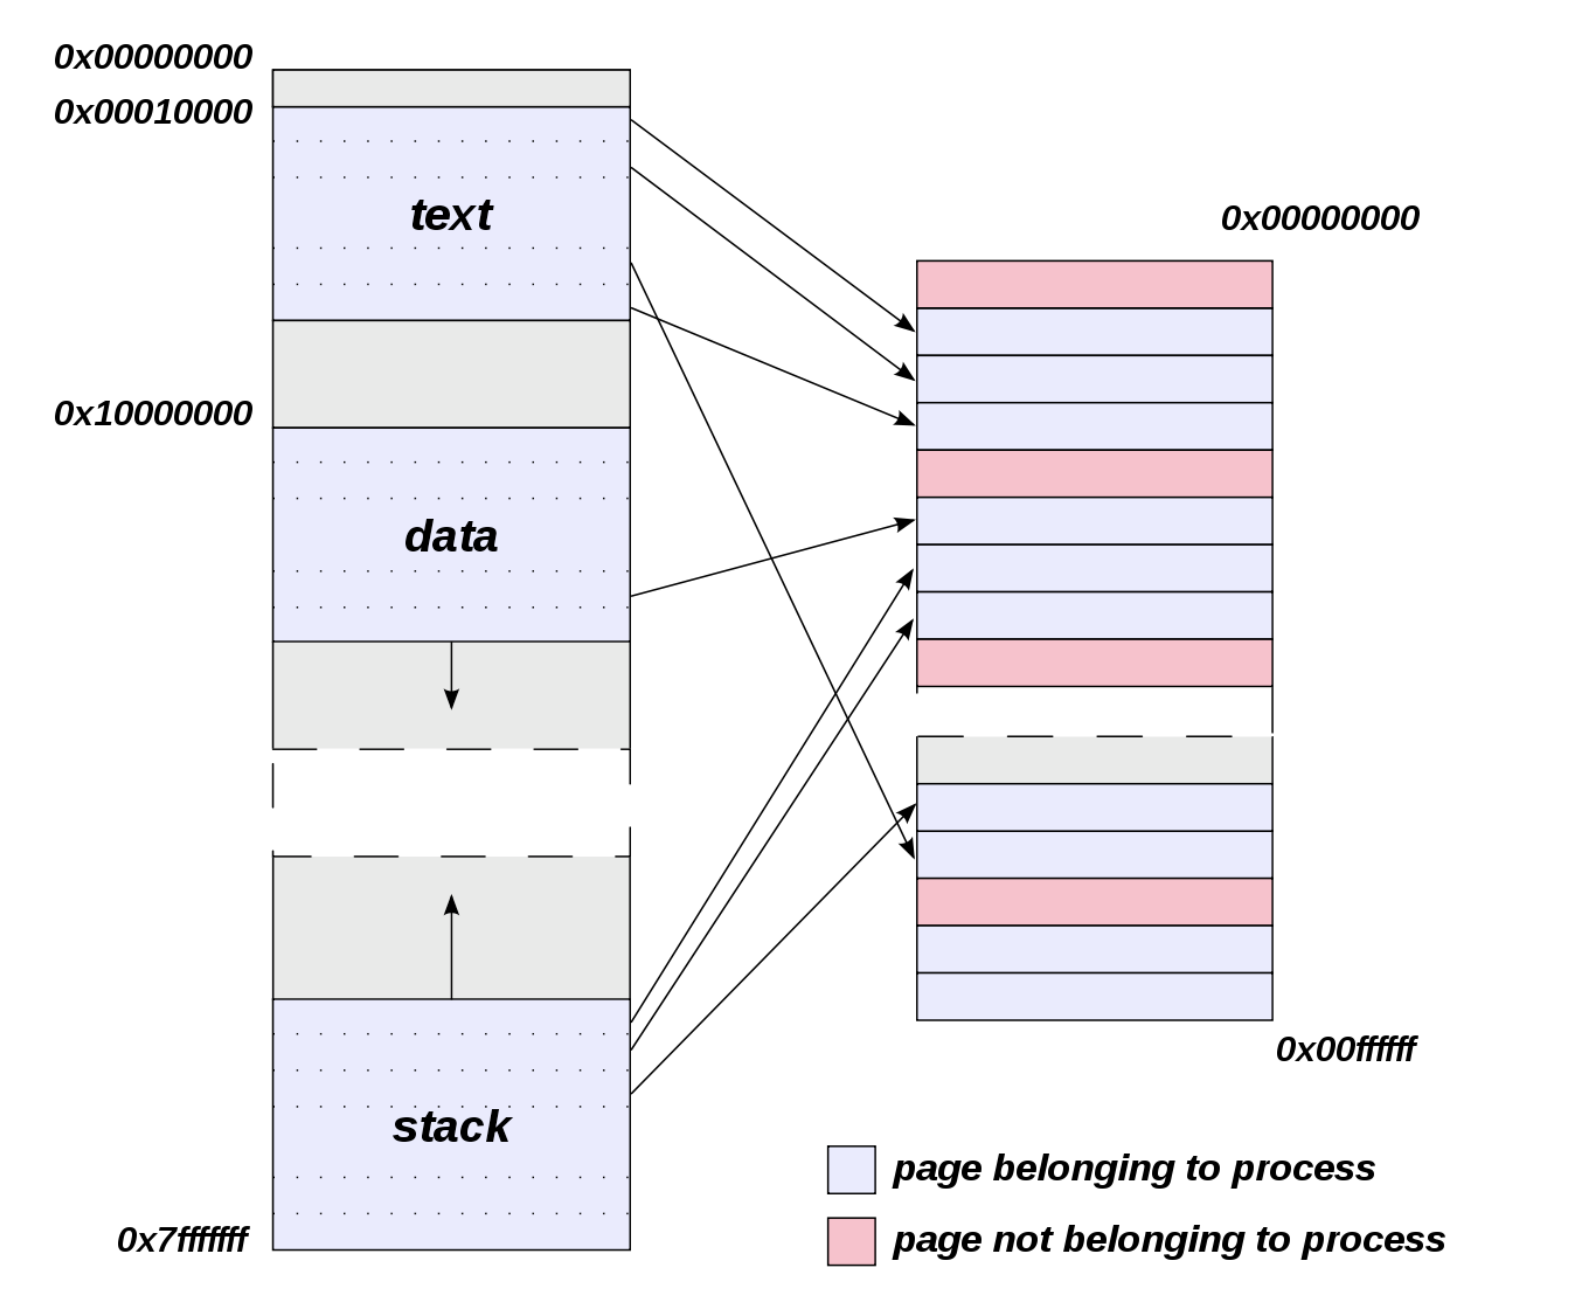 0x00000000
0x00010000
text
0x00000000
0x10000000
data
0x00ffffff
stack
page belonging to process
page not belonging to process
0x7fffffff